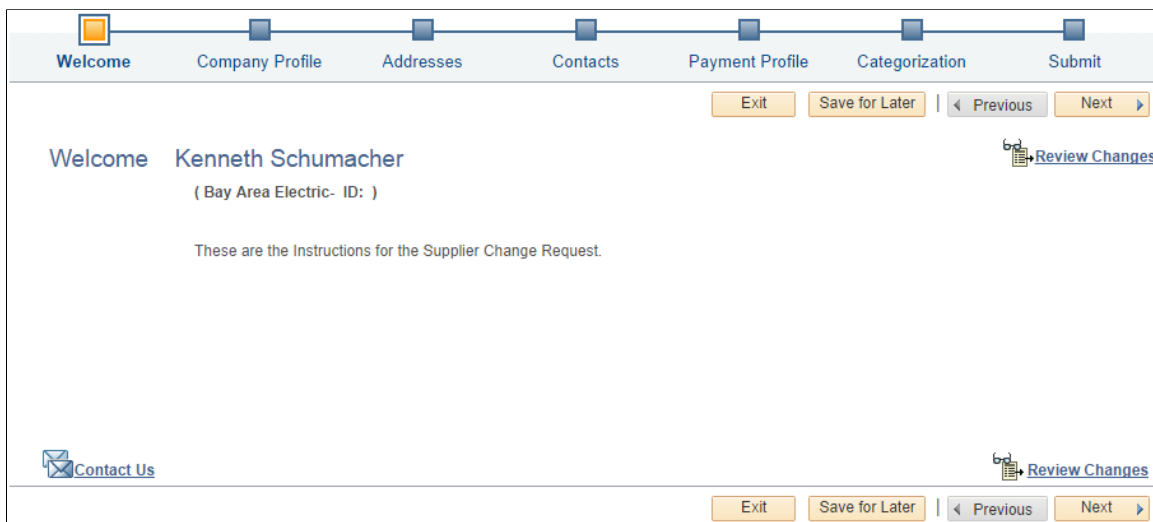 Welcome Company Profile Addresses Contacts Payment Profile Categorization Submit
Exit Save for Later | Previous Next
Welcome Kenneth Schumacher Review Changes
( Bay Area Electric- ID: )
These are the Instructions for the Supplier Change Request.
Contact Us Review Changes
Exit Save for Later | Previous Next